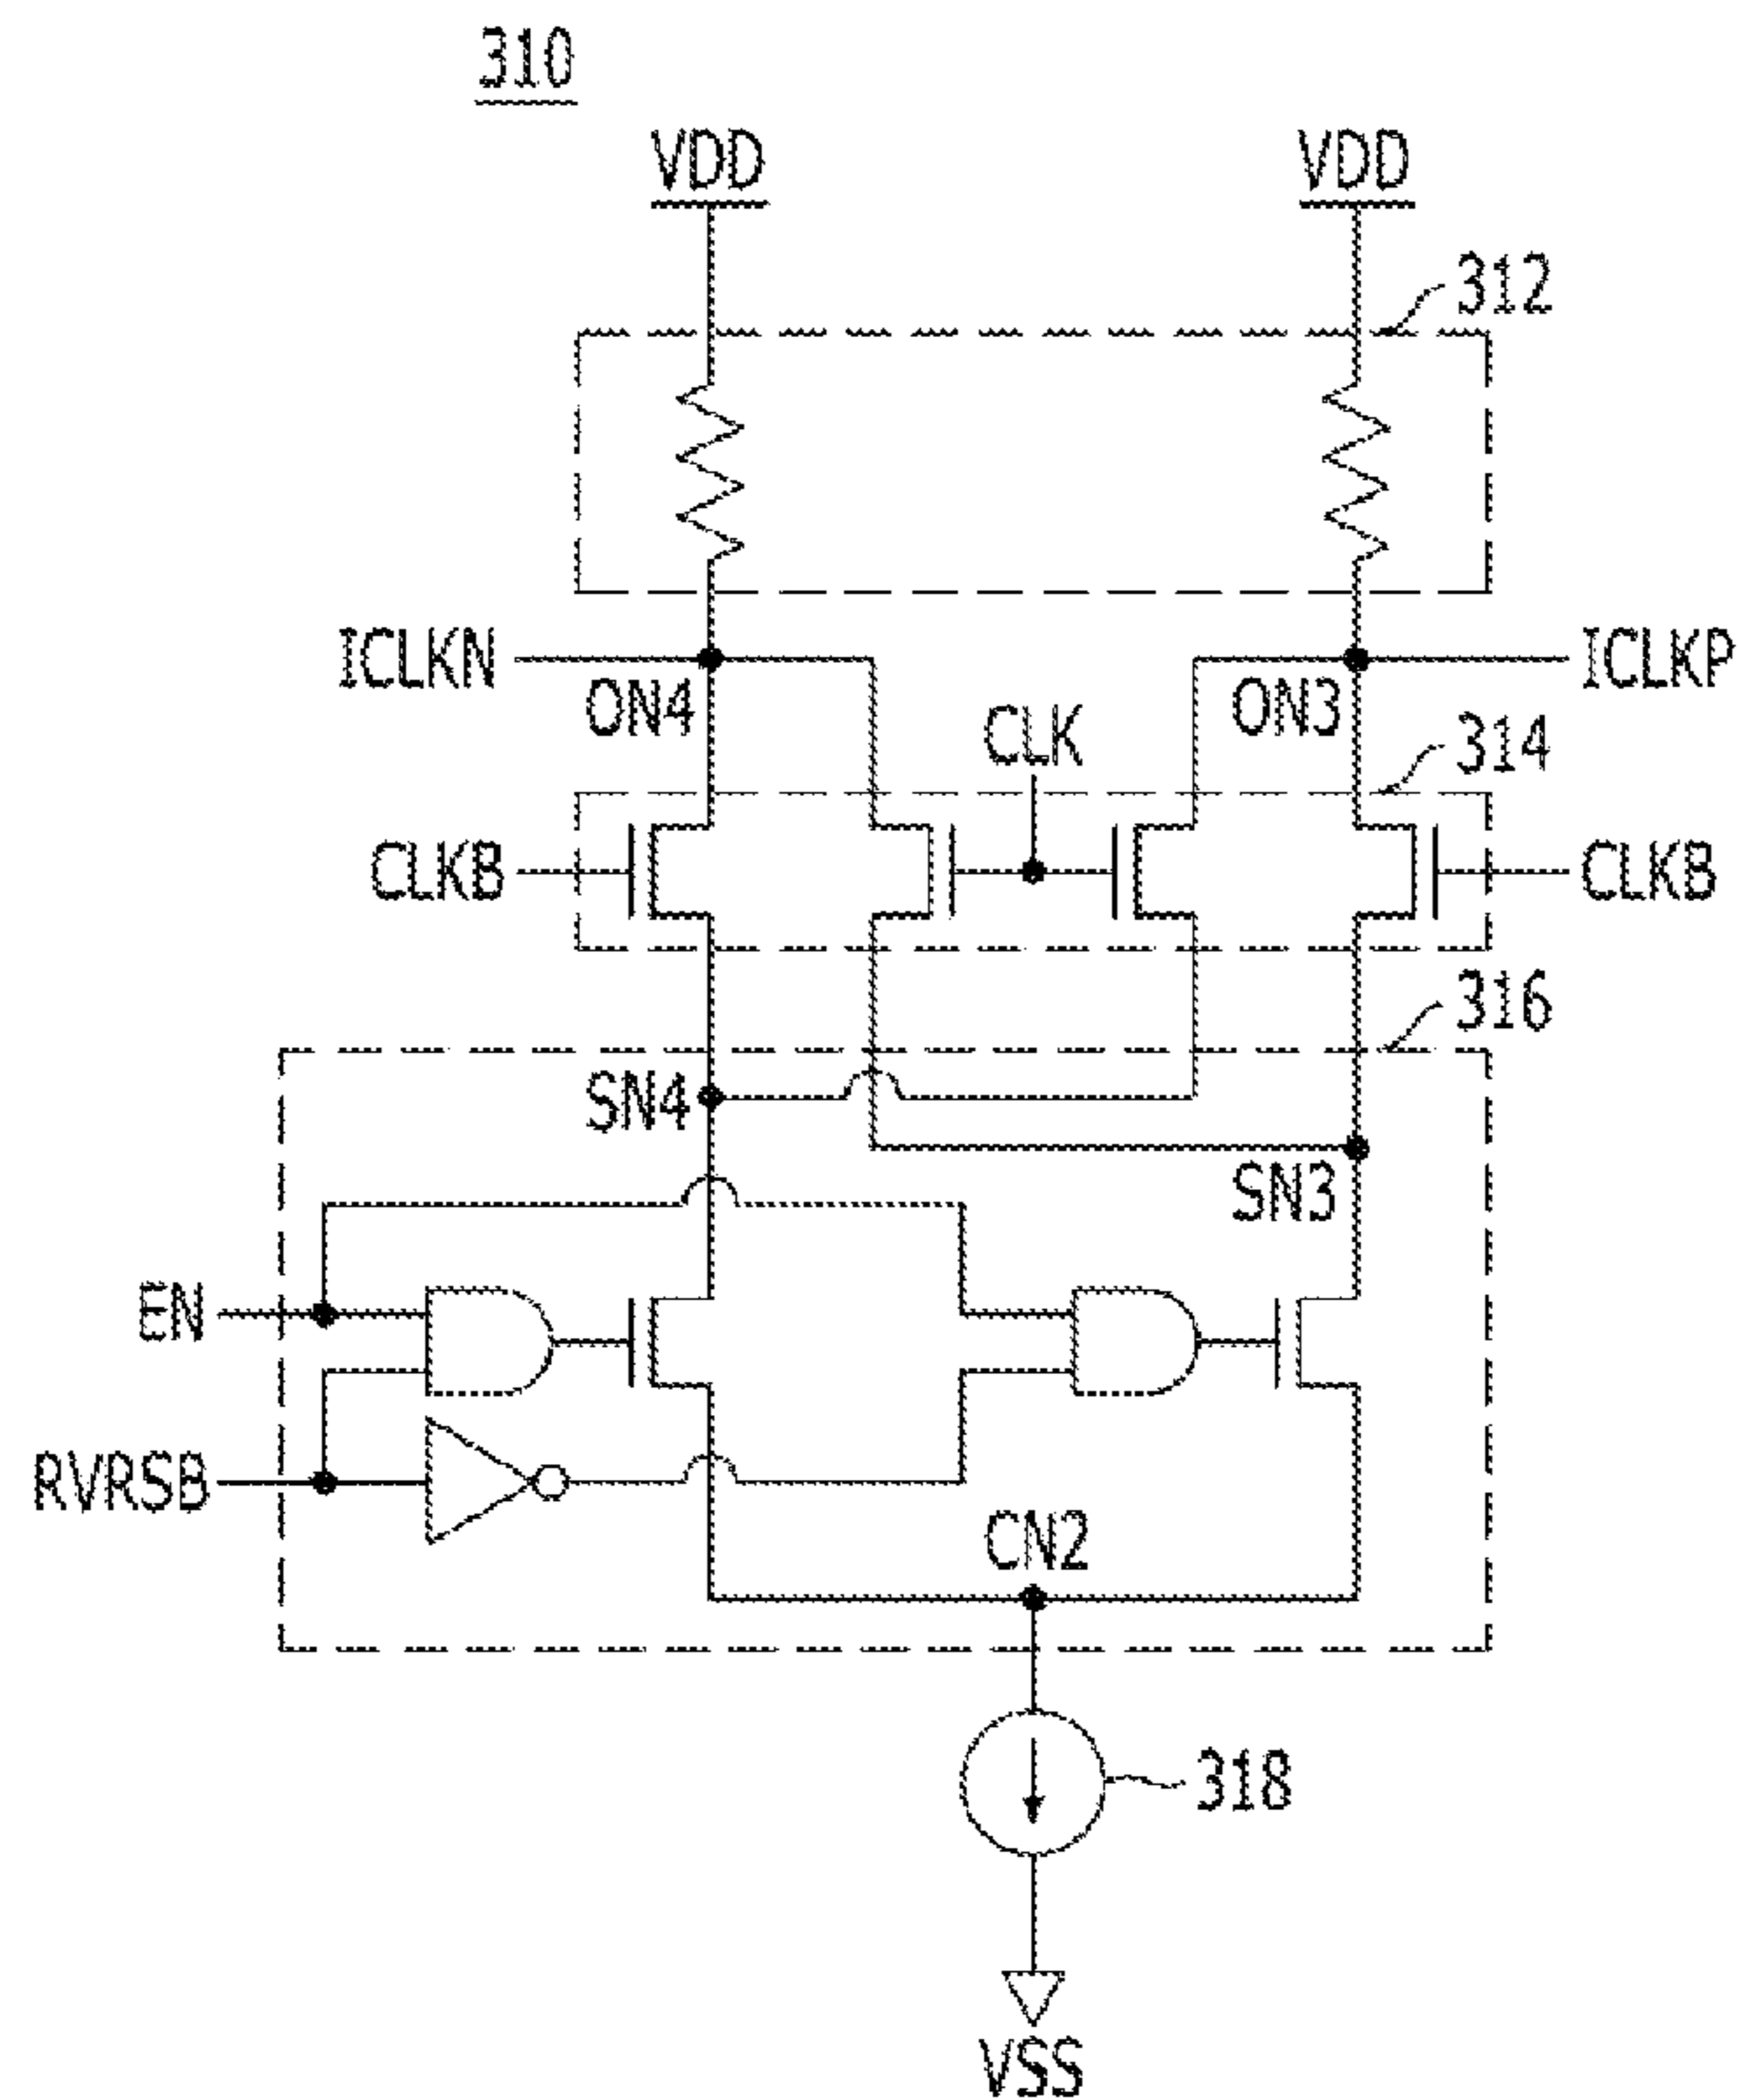 310
VDD
VDD
312
ICLKN
ICLKP
ON4
CLK
ON3
314
CLKB
CLKB
316
SN4
SN3
EN
RVRSB
CN2
318
VSS